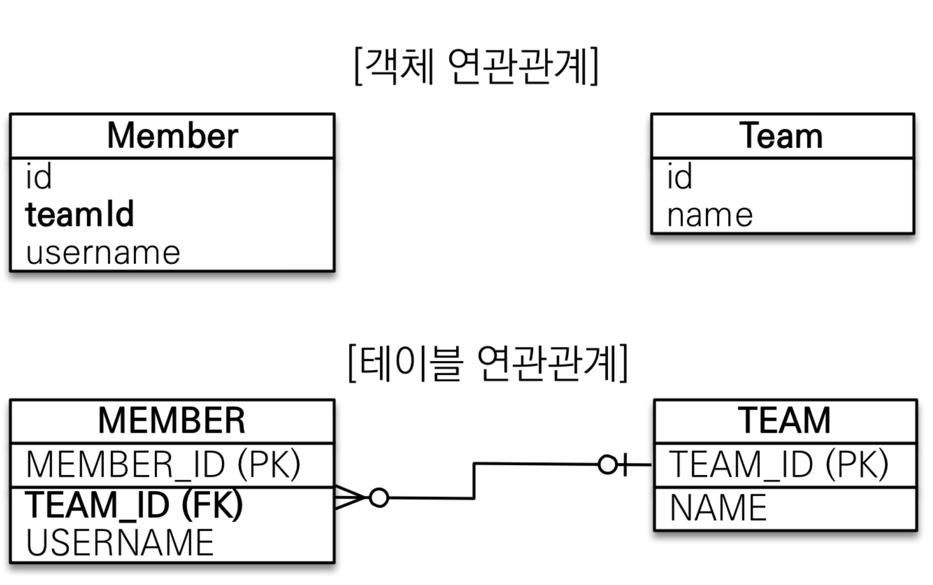 [객체 연관관계]
Member
id
teamId
username
Team
id
name
[테이블 연관관계]
MEMBER
MEMBER_ID (PK)
TEAM_ID (FK)
USERNAME
TEAM
TEAM_ID (PK)
NAME